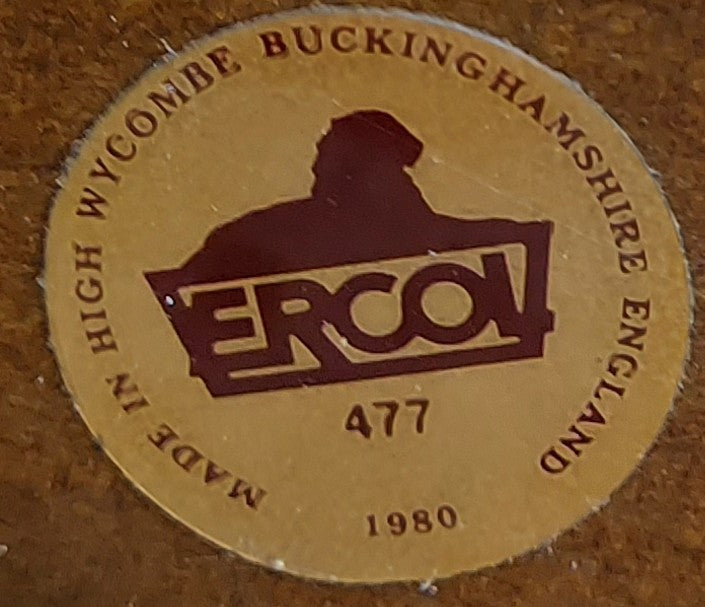 MADE IN HIGH WYCOMBE BUCKINGHAMSHIRE ENGLAND
ERCOL
477
1980